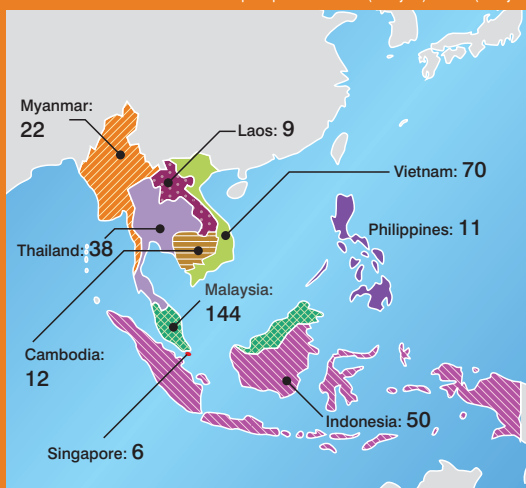 Myanmar:
22
Laos: 9
Vietnam: 70
Philippines: 11
Thailand: 38
Malaysia:
144
Cambodia:
12
Indonesia: 50
Singapore: 6